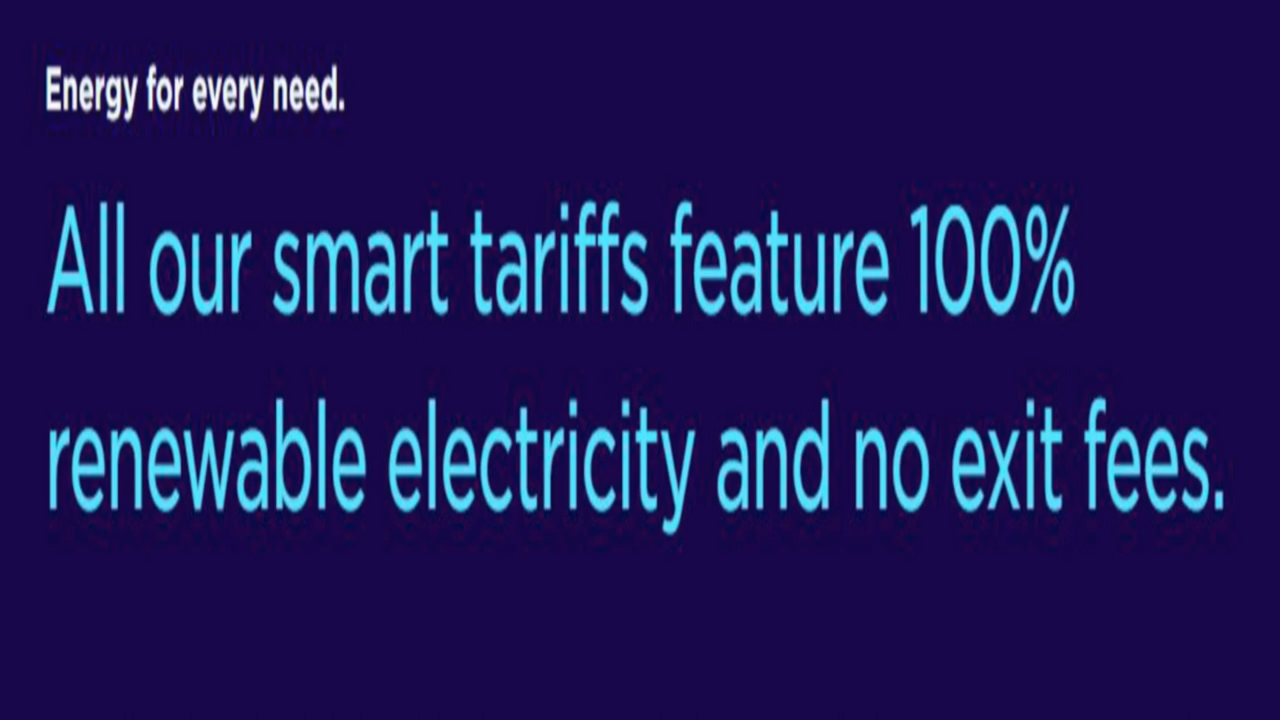 Energy for every need.
All our smart tariffs feature 100%
renewable electricity and no exit fees.